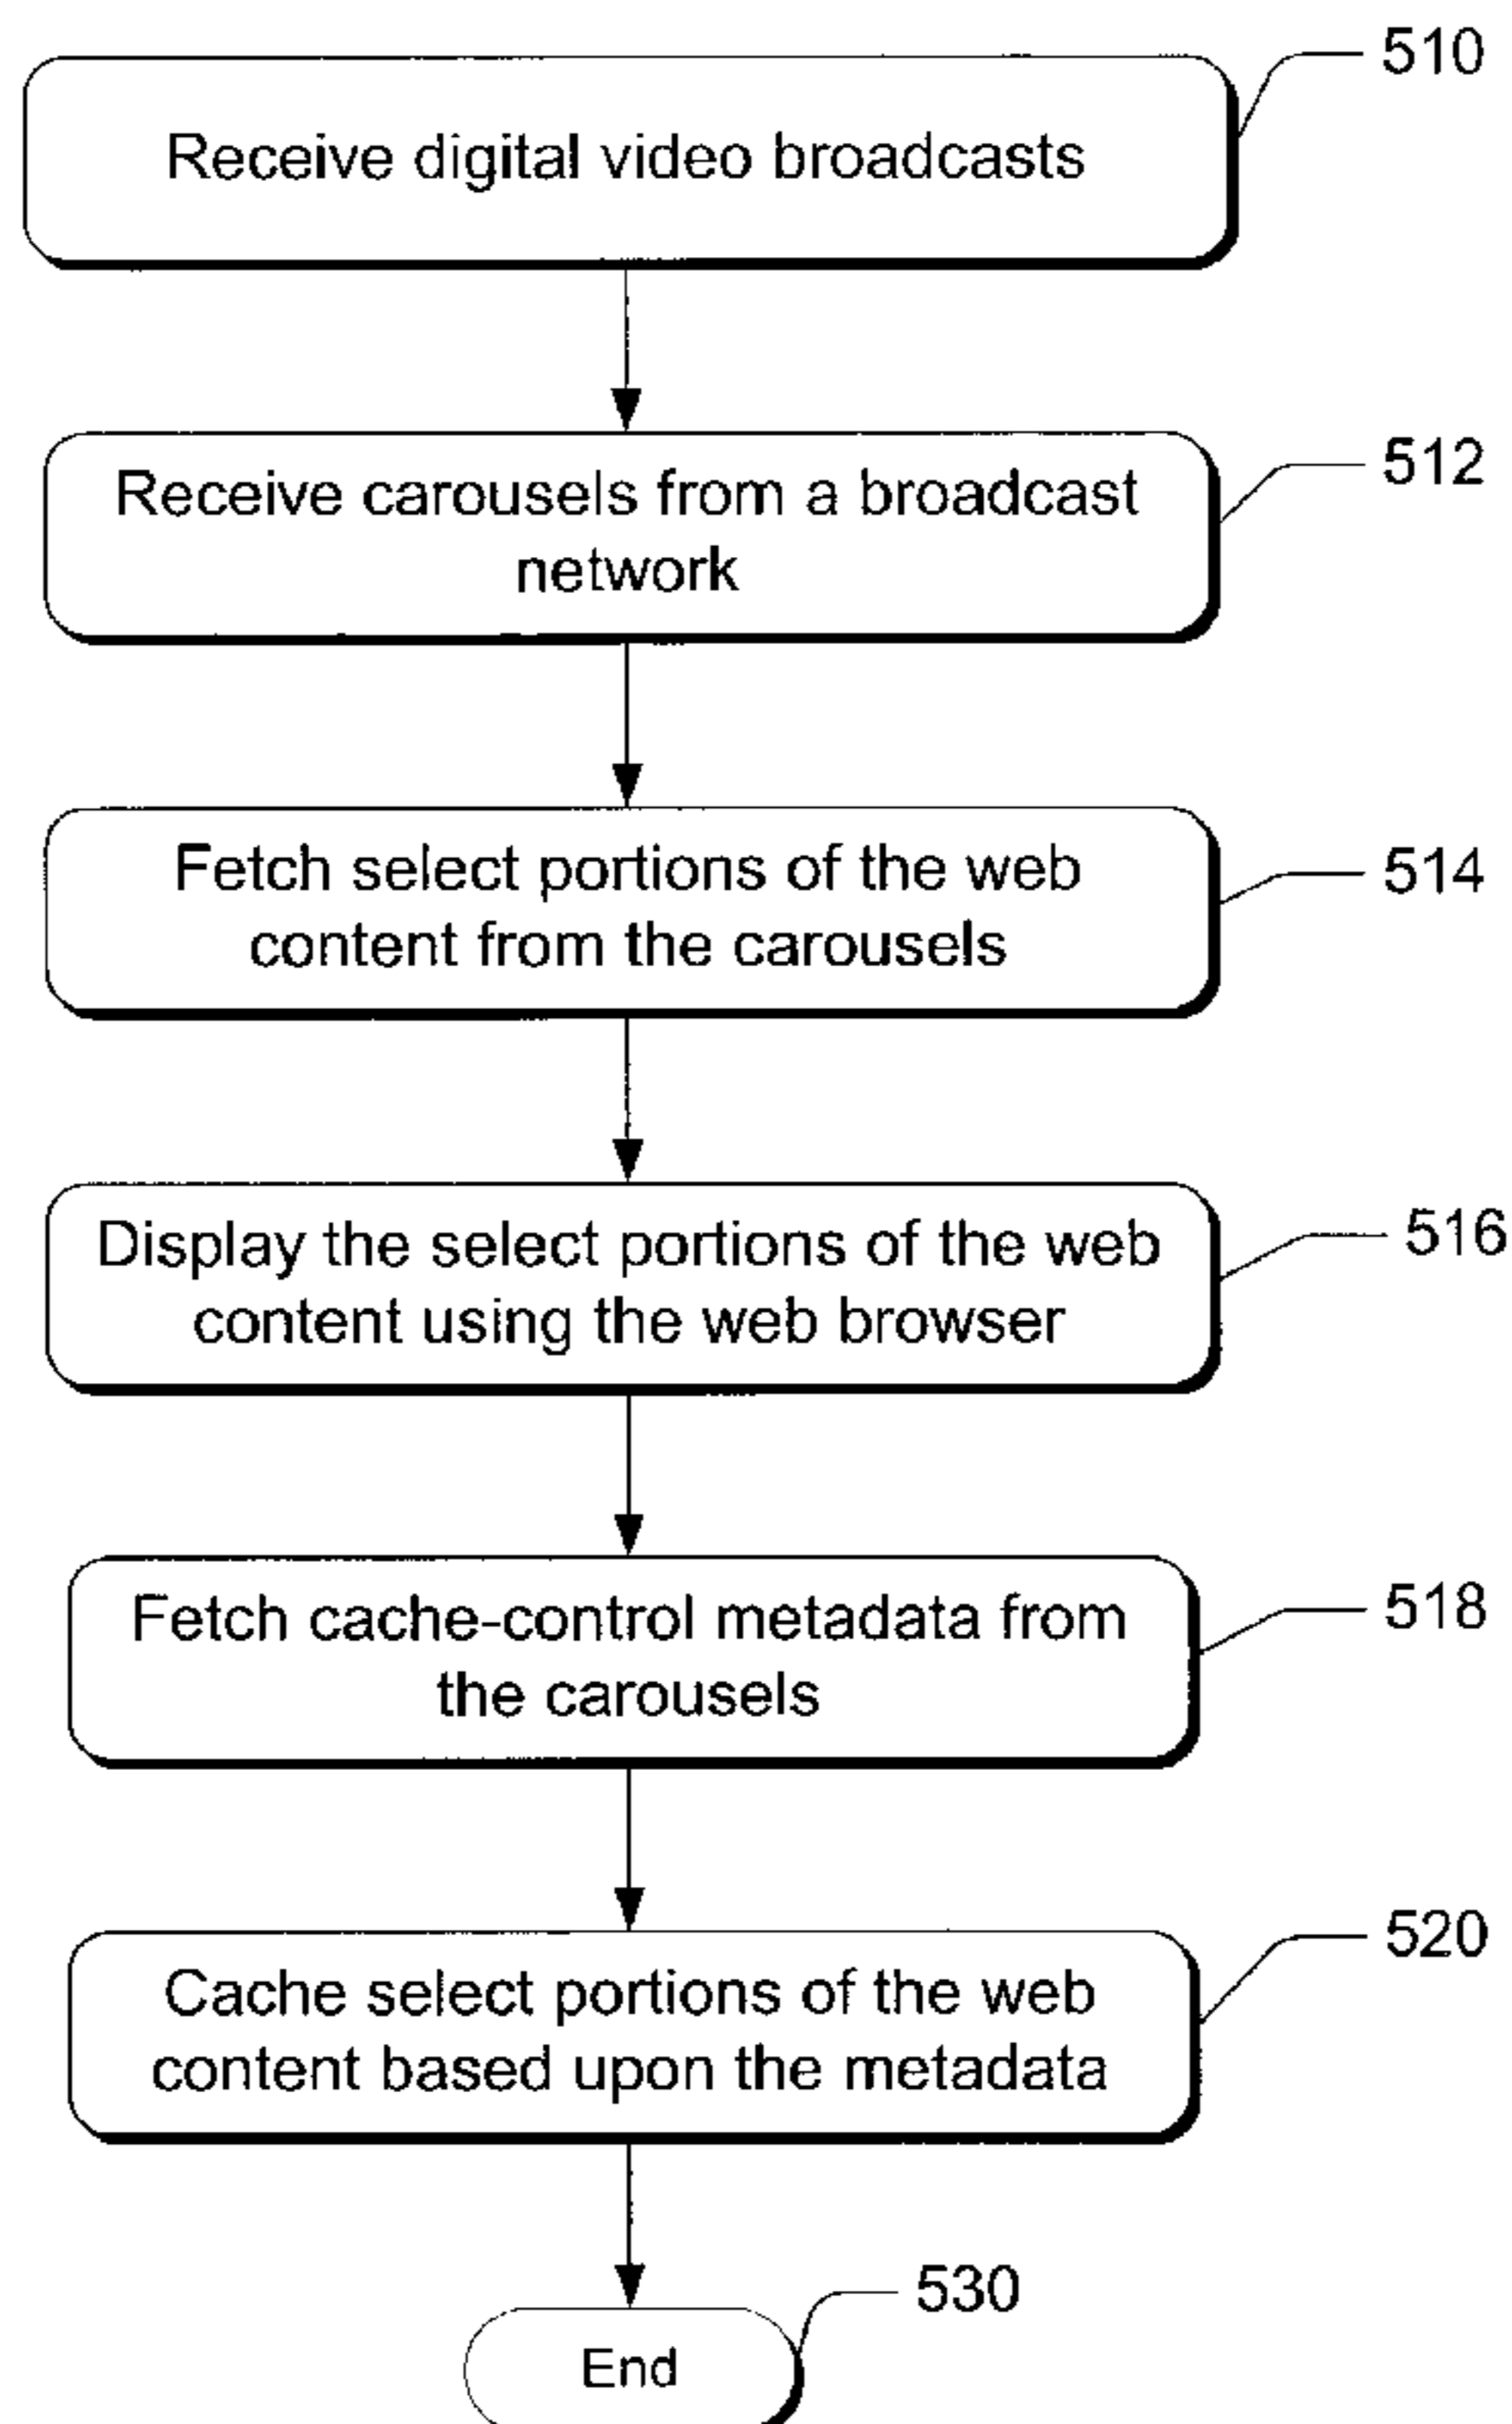 510
Receive digital video broadcasts
512
Receive carousels from a broadcast
network
514
Fetch select portions of the web
content from the carousels
516
Display the select portions of the web
content using the web browser
518
Fetch cache-control metadata from
the carousels
520
Cache select portions of the web
content based upon the metadata
530
End